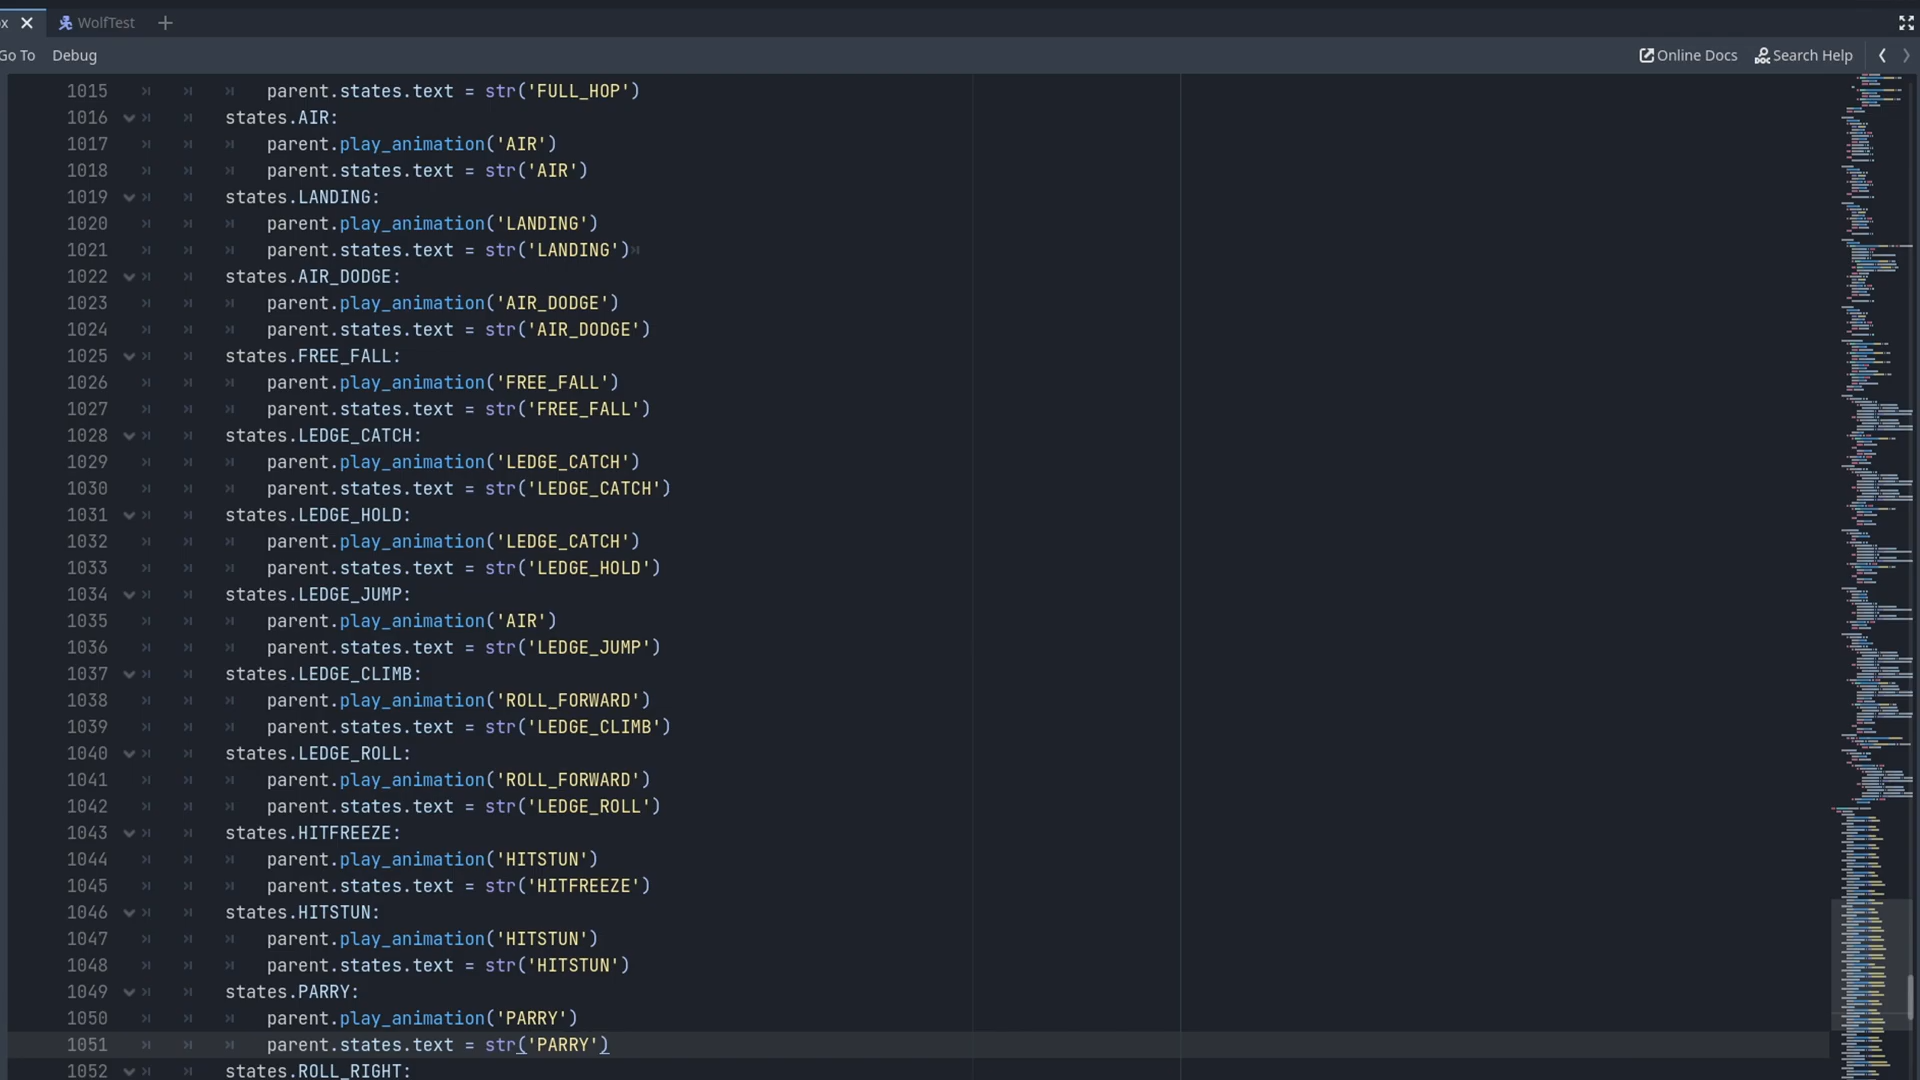 x WolfTest
Go To Debug Online Docs Search Help
1015 parent.states.text = str('FULL_HOP')
1016 states.AIR:
1017 parent.play_animation('AIR')
1018 parent.states.text = str('AIR')
1019 states.LANDING:
1020 parent.play_animation('LANDING')
1021 parent.states.text = str('LANDING')
1022 states.AIR_DODGE:
1023 parent.play_animation('AIR_DODGE')
1024 parent.states.text = str('AIR_DODGE')
1025 states.FREE_FALL:
1026 parent.play_animation('FREE_FALL')
1027 parent.states.text = str('FREE_FALL')
1028 states.LEDGE_CATCH:
1029 parent.play_animation('LEDGE_CATCH')
1030 parent.states.text = str('LEDGE_CATCH')
1031 states.LEDGE_HOLD:
1032 parent.play_animation('LEDGE_CATCH')
1033 parent.states.text = str('LEDGE_HOLD')
1034 states.LEDGE_JUMP:
1035 parent.play_animation('AIR')
1036 parent.states.text = str('LEDGE_JUMP')
1037 states.LEDGE_CLIMB:
1038 parent.play_animation('ROLL_FORWARD')
1039 parent.states.text = str('LEDGE_CLIMB')
1040 states.LEDGE_ROLL:
1041 parent.play_animation('ROLL_FORWARD')
1042 parent.states.text = str('LEDGE_ROLL')
1043 states.HITFREEZE:
1044 parent.play_animation('HITSTUN')
1045 parent.states.text = str('HITFREEZE')
1046 states.HITSTUN:
1047 parent.play_animation('HITSTUN')
1048 parent.states.text = str('HITSTUN')
1049 states.PARRY:
1050 parent.play_animation('PARRY')
1051 parent.states.text = str('PARRY')
1052 states.ROLL_RIGHT: